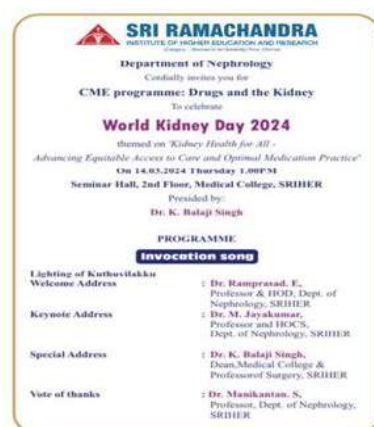 SRI RAMACHANDRA
INSTITUTE OF HIGHER EDUCATION AND RESEARCH
Department of Nephrology
Cordially invites you for
CME programme: Drugs and the Kidney
To celebrate
World Kidney Day 2024
themed on 'Kidney Health for All -
Advancing Equitable Access to Care and Optimal Medication Practice'
On 14.03.2024 Thursday 1.00PM
Seminar Hall, 2nd Floor, Medical College, SRIHER
Presided by:
Dr. K. Balaji Singh
PROGRAMME
Invocation song
Lighting of Kuthuvilakku
Welcome Address : Dr. Ramprasad. E,
Professor & HOD, Dept. of
Nephrology, SRIHER
Keynote Address : Dr. M. Jayakumar,
Professor and HOCS,
Dept. of Nephrology, SRIHER
Special Address : Dr. K. Balaji Singh,
Dean,Medical College &
Professorof Surgery, SRIHER
Vote of thanks : Dr. Manikantan. S,
Professor, Dept. of Nephrology,
SRIHER